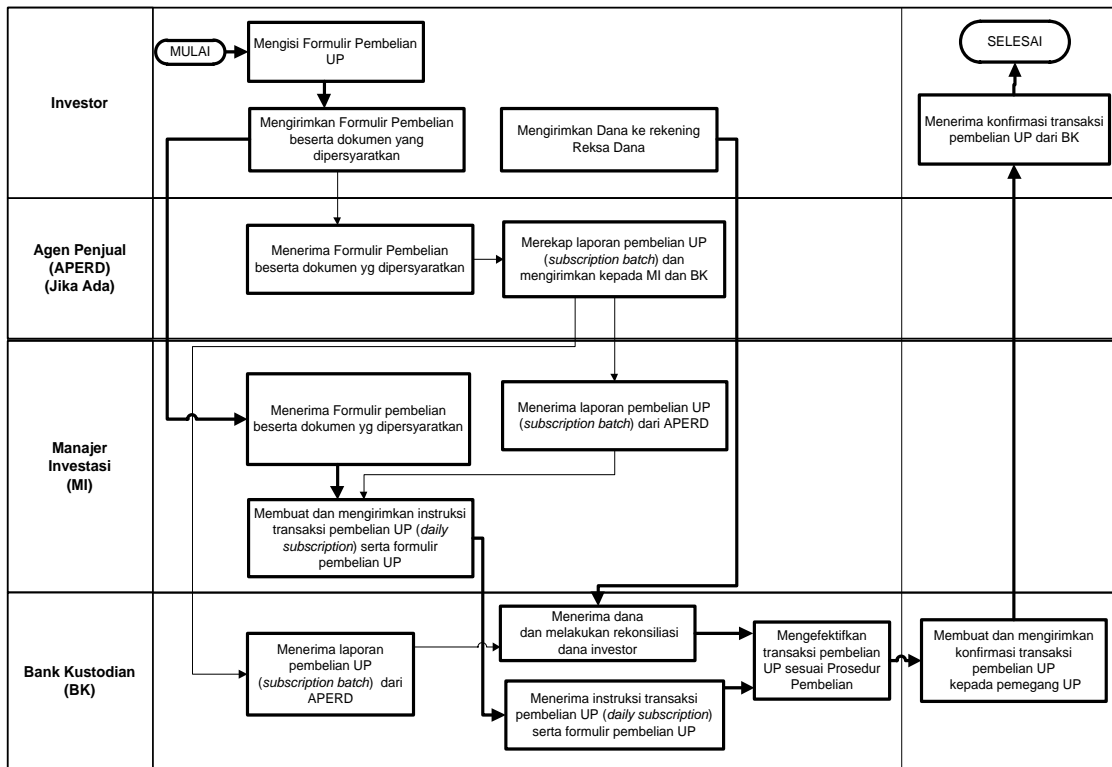 MULAI
Mengisi Formulir Pembelian
UP
SELESAI
Investor
Mengirimkan Formulir Pembelian
beserta dokumen yang
dipersyaratkan
Mengirimkan Dana ke rekening
Reksa Dana
Menerima konfirmasi transaksi
pembelian UP dari BK
Agen Penjual
(APERD)
(Jika Ada)
Menerima Formulir Pembelian
beserta dokumen yg dipersyaratkan
Merekap laporan pembelian UP
(subscription batch) dan
mengirimkan kepada MI dan BK
Manajer
Investasi
(MI)
Menerima Formulir pembelian
beserta dokumen yg dipersyaratkan
Menerima laporan pembelian UP
(subscription batch) dari APERD
Membuat dan mengirimkan instruksi
transaksi pembelian UP (daily
subscription) serta formulir
pembelian UP
Bank Kustodian
(BK)
Menerima laporan
pembelian UP
(subscription batch) dari
APERD
Menerima dana
dan melakukan rekonsiliasi
dana investor
Menerima instruksi transaksi
pembelian UP (daily subscription)
serta formulir pembelian UP
Mengefektifkan
transaksi pembelian
UP sesuai Prosedur
Pembelian
Membuat dan mengirimkan
konfirmasi transaksi
pembelian UP
kepada pemegang UP